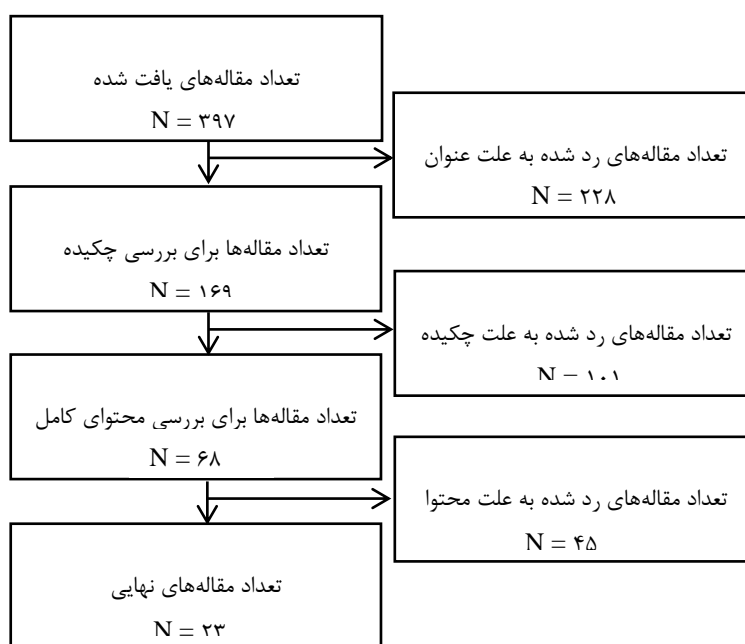 تعداد مقاله‌های یافت شده
N = ۳۹۷
تعداد مقاله‌های رد شده به علت عنوان
N = ۲۲۸
تعداد مقاله‌ها برای بررسی چکیده
N = ۱۶۹
تعداد مقاله‌های رد شده به علت چکیده
N = ۱۰۱
تعداد مقاله‌ها برای بررسی محتوای کامل
N = ۶۸
تعداد مقاله‌های رد شده به علت محتوا
N = ۴۵
تعداد مقاله‌های نهایی
N = ۲۳